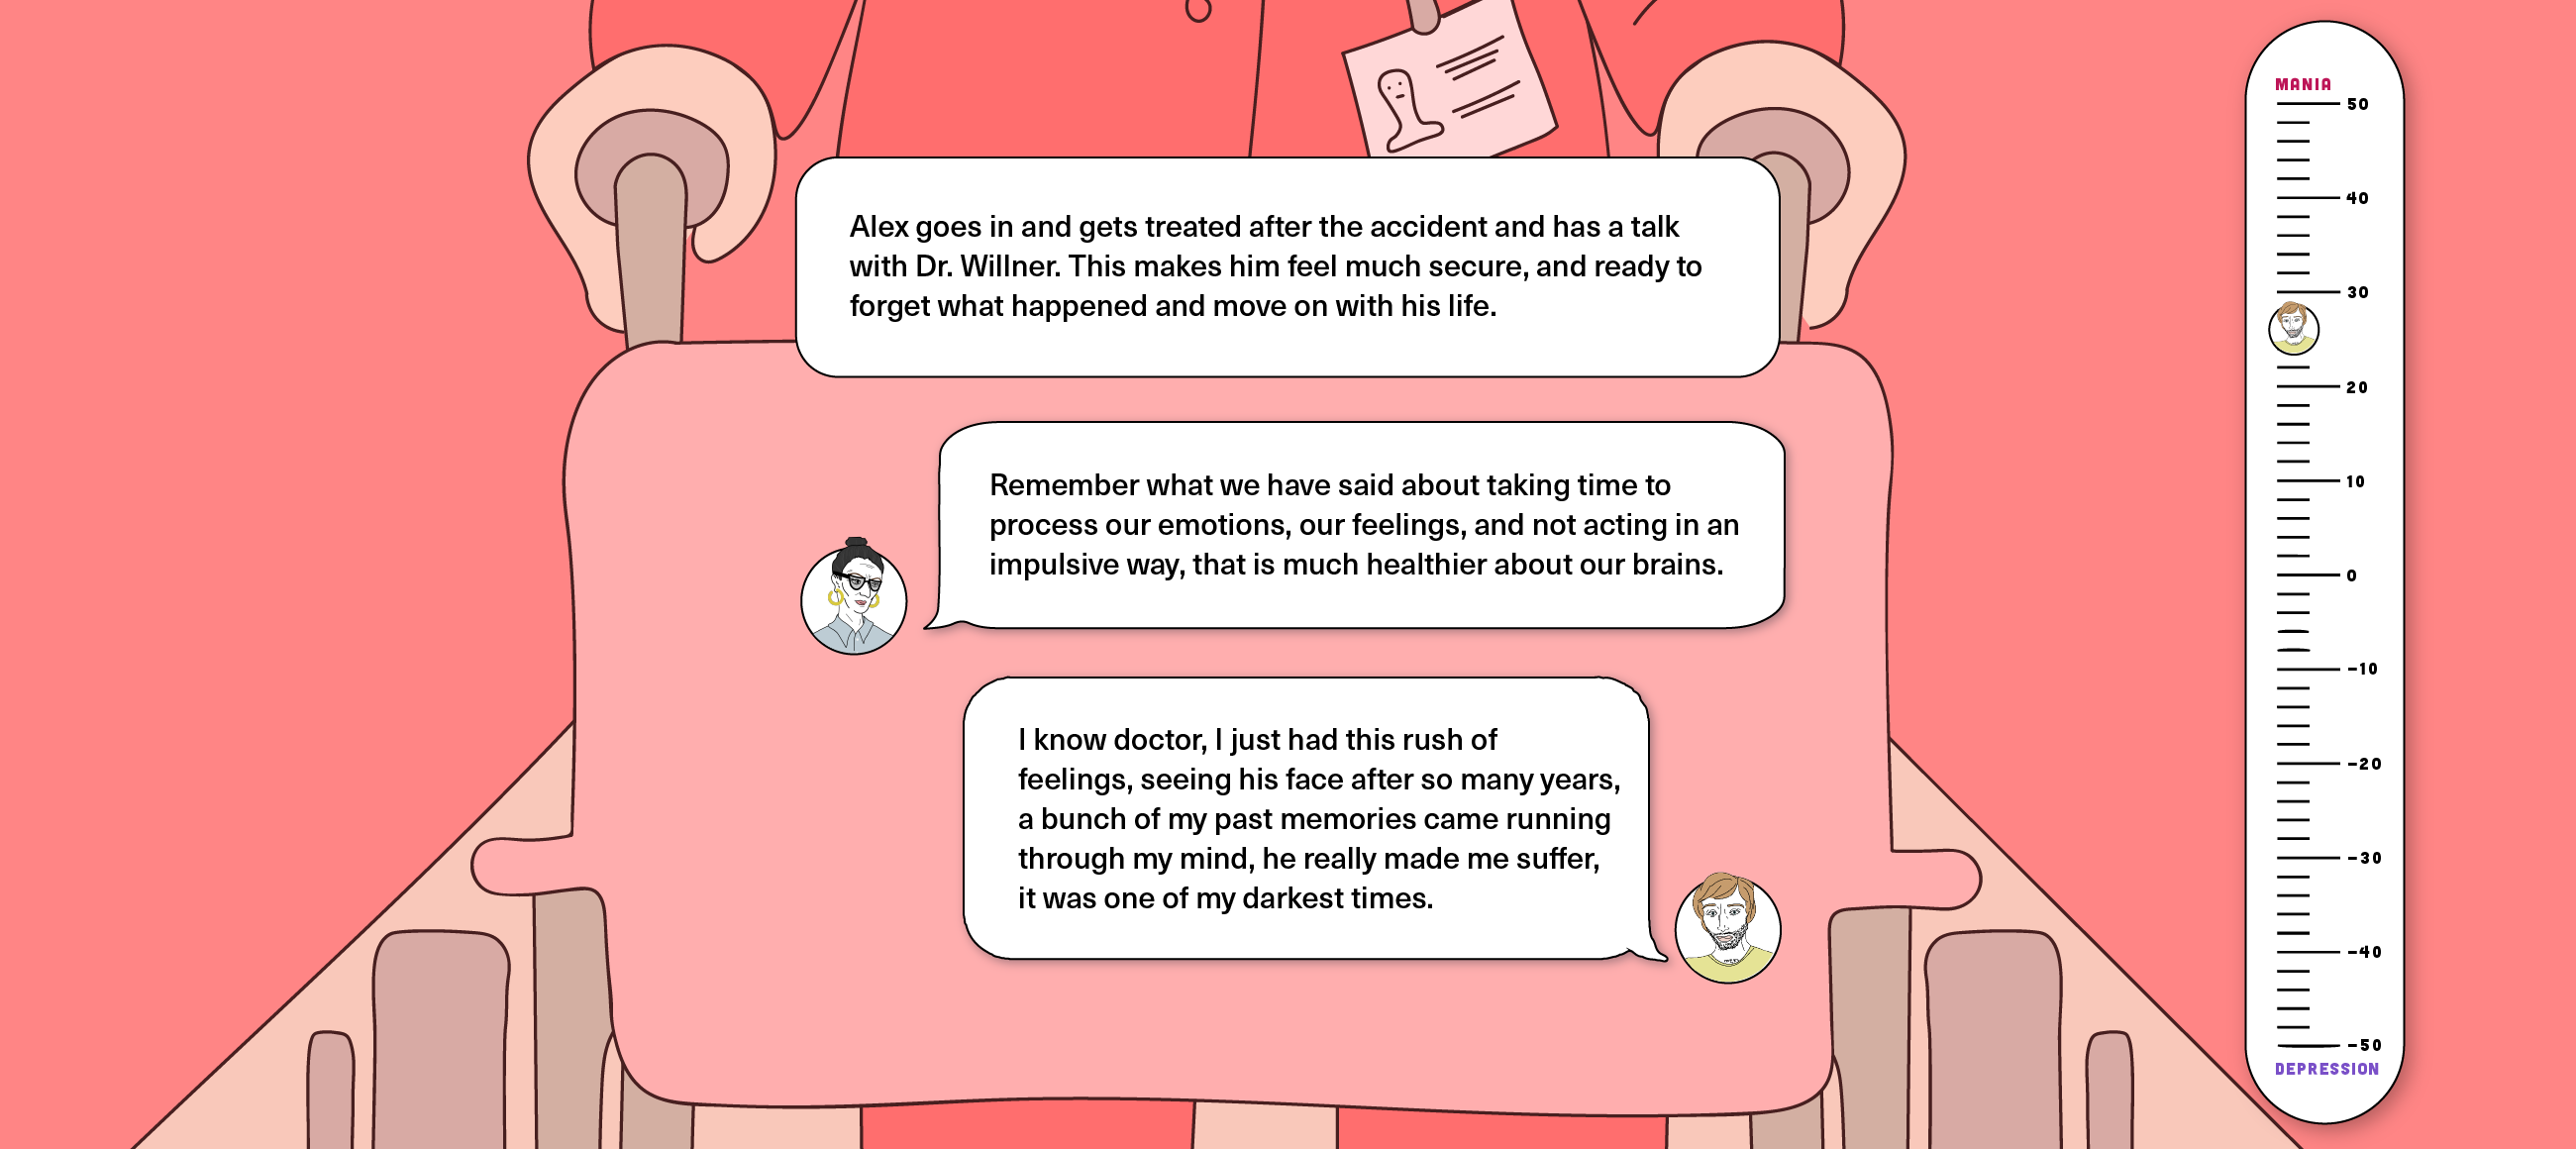 Alex goes in and gets treated after the accident and has a talk
with Dr. Willner. This makes him feel much secure, and ready to
forget what happened and move on with his life.
Remember what we have said about taking time to
process our emotions, our feelings, and not acting in an
impulsive way, that is much healthier about our brains.
I know doctor, I just had this rush of
feelings, seeing his face after so many years,
a bunch of my past memories came running
through my mind, he really made me suffer,
it was one of my darkest times.
MANIA
50
40
30
20
10
0
-10
-20
-30
-40
-50
DEPRESSION